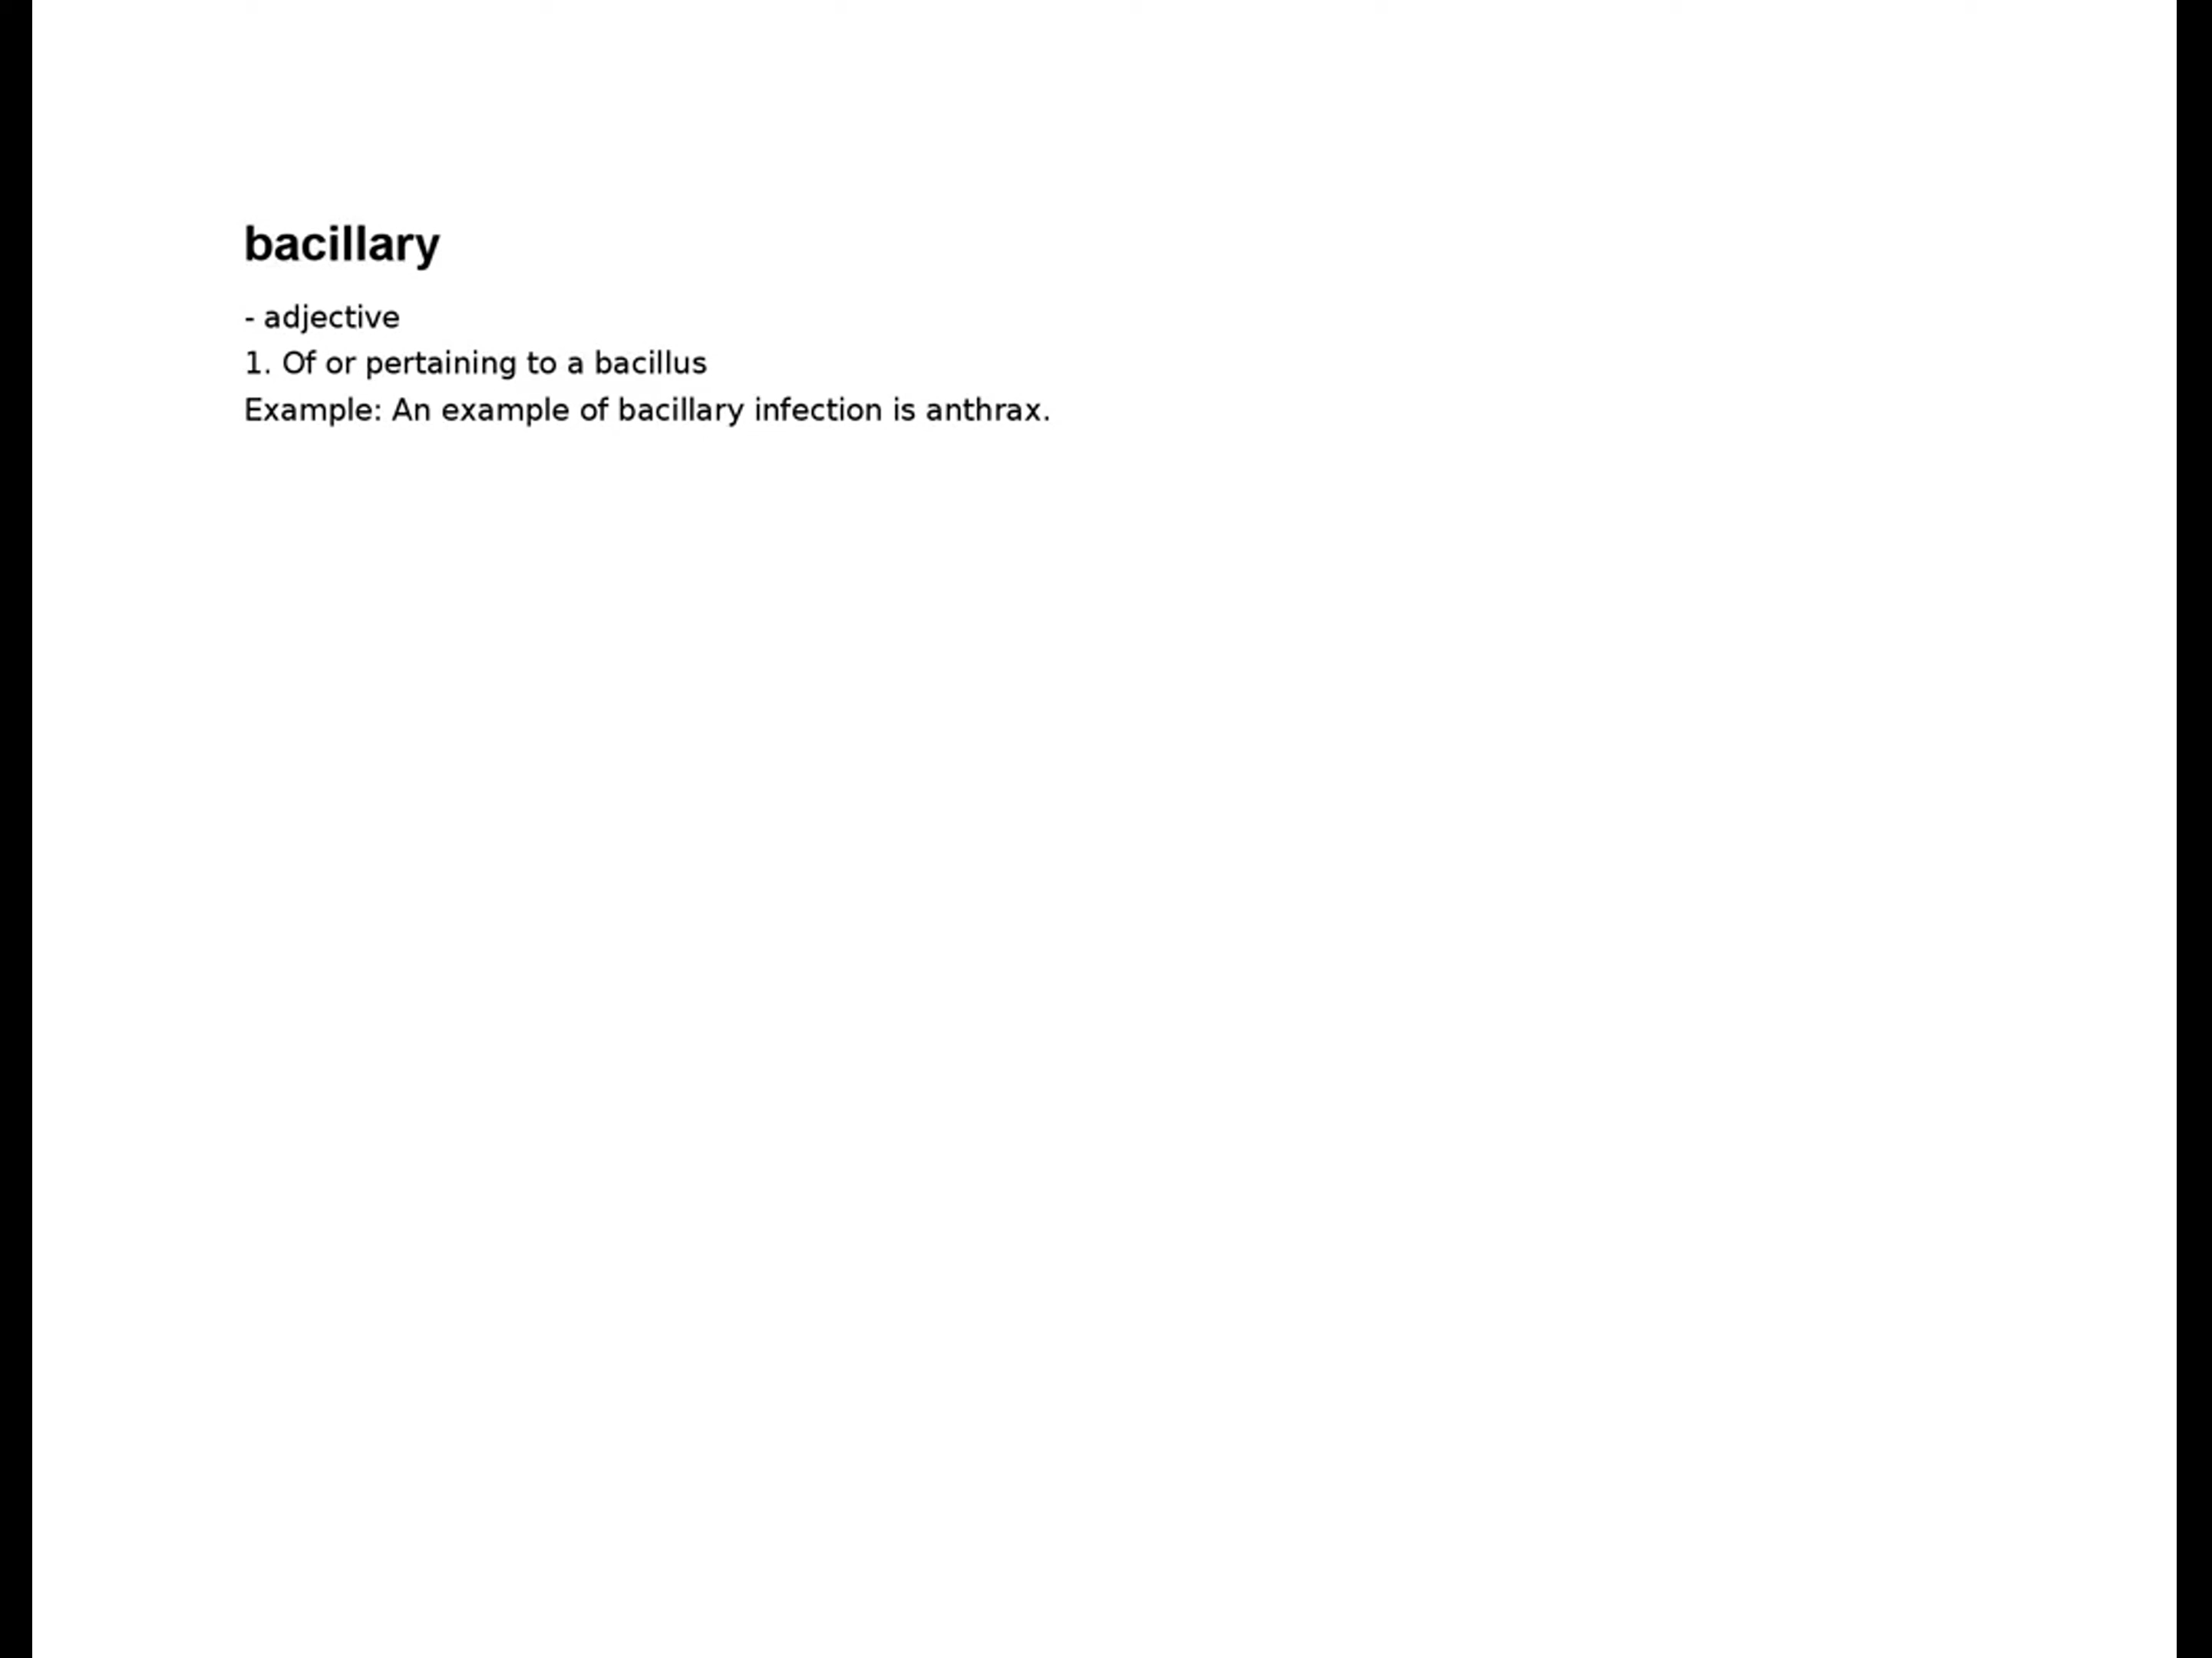 bacillary
- adjective
1. Of or pertaining to a bacillus
Example: An example of bacillary infection is anthrax.